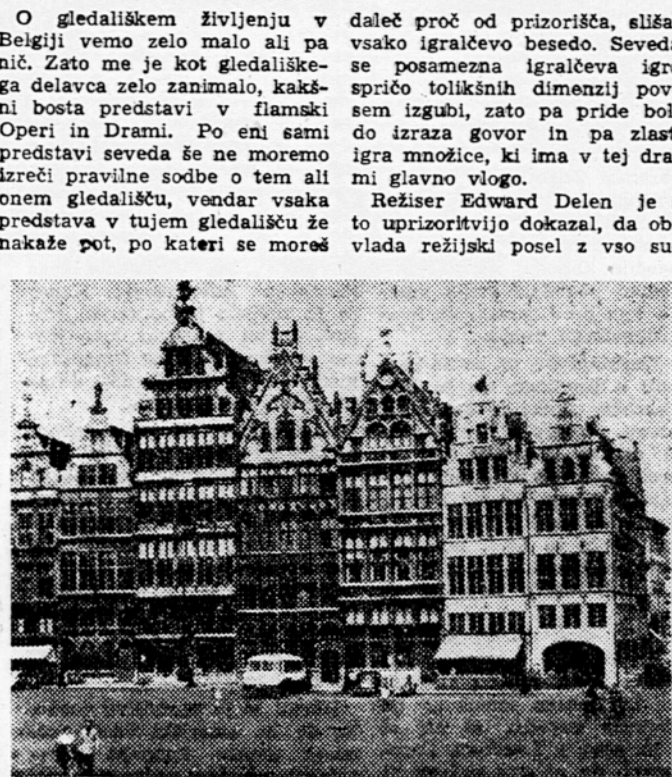 O gledališkem življenju v
Belgiji vemo zelo malo ali pa
nič. Zato me je kot gledališke-
ga delavca zelo zanimalo, kakš-
ni bosta predstavi v flamski
Operi in Drami. Po eni sami
predstavi seveda še ne moremo
izreči pravilne sodbe o tem ali
onem gledališču, vendar vsaka
predstava v tujem gledališču že
nakaže pot, po kateri se moreš
daleč proč od prizorišča, sliša
vsako igralčevo besedo. Seveda
se posamezna igralčeva igra
spričo tolikšnih dimenzij pov
sem izgubi, zato pa pride bolj
do izraza govor in pa zlast
igra množice, ki ima v tej dra
mi glavno vlogo.
Režiser Edward Delen je
to uprizoritvijo dokazal, da ob
vlada režijski posel z vso su